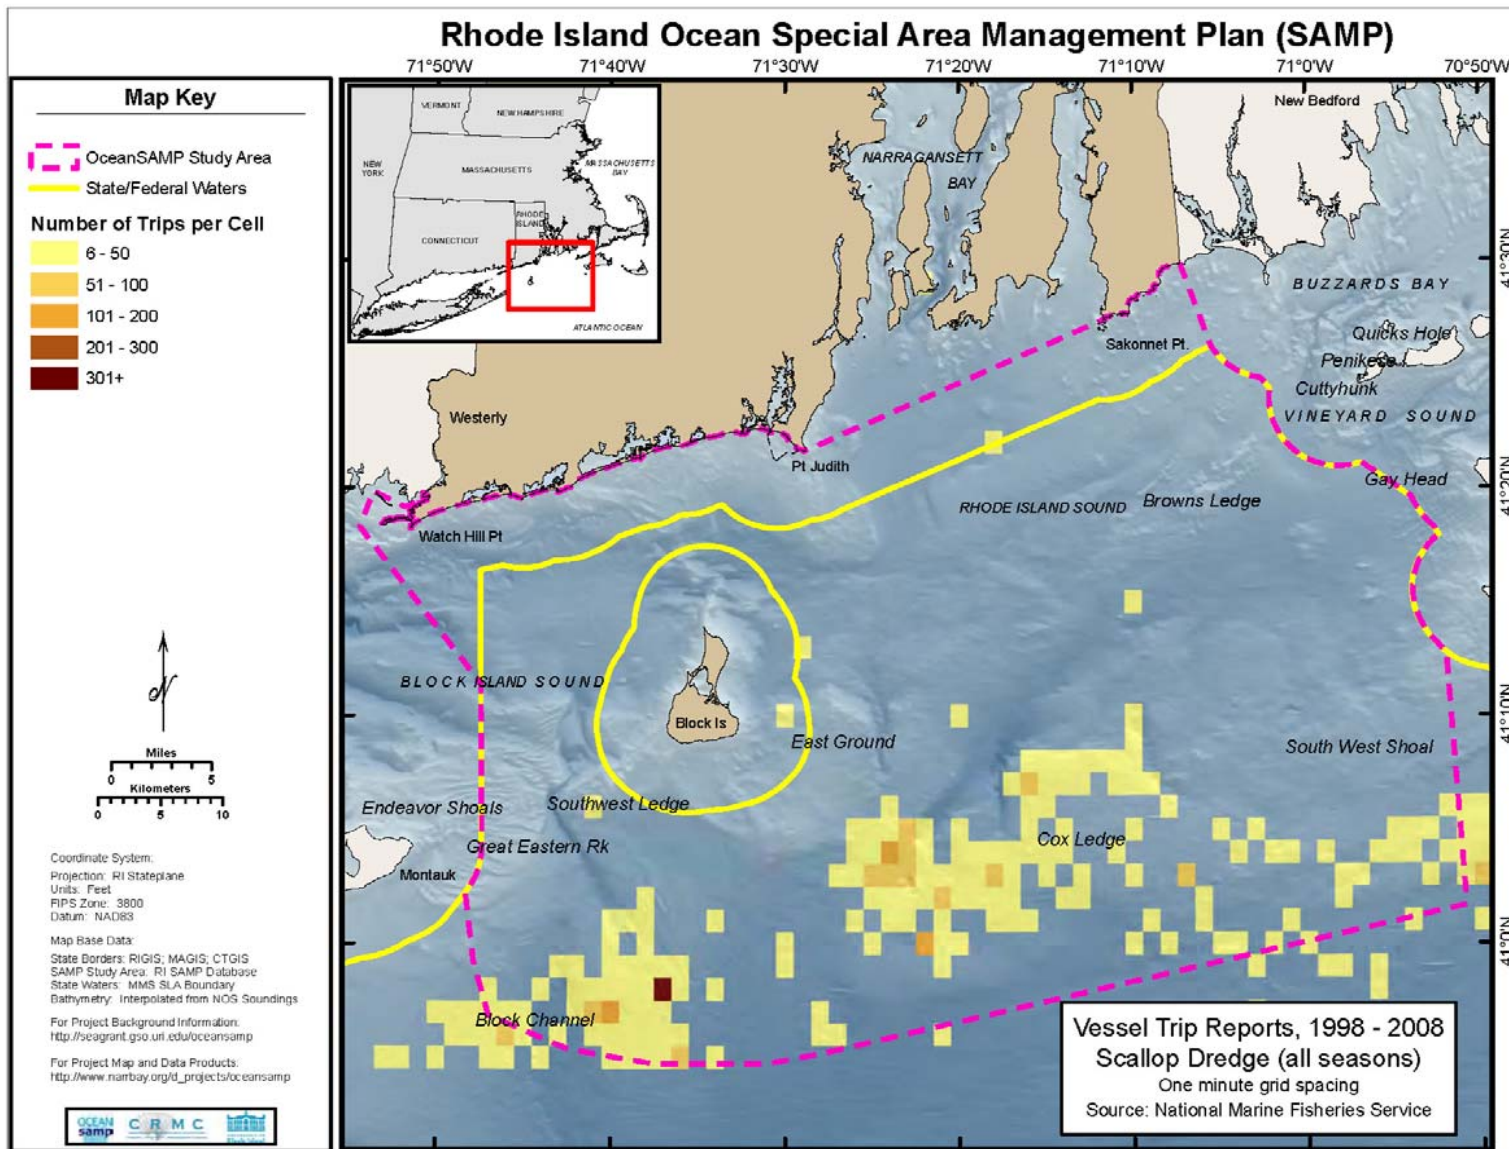 Rhode Island Ocean Special Area Management Plan (SAMP)
71°50'W
71°40'W
71°30'W
71°20'W
71°10'W
71°0'W
70°50'W
Map Key
OceanSAMP Study Area
State/Federal Waters
Number of Trips per Cell
6 - 50
51 - 100
101 - 200
201 - 300
301+
Miles
0 5
Kilometers
0 5 10
Coordinate System:
Projection: RI Stateplane
Units: Feet
FIPS Zone: 3800
Datum: NAD83
Map Base Data:
State Borders: RIGIS; MAGIS; CTGIS
SAMP Study Area: RI SAMP Database
State Waters: MMS SLA Boundary
Bathymetry: Interpolated from NOS Soundings
For Project Background Information:
http://seagrant.gso.uri.edu/oceansamp
For Project Map and Data Products:
http://www.narrbay.org/d_projects/oceansamp
OCEAN
samp
CRMC
VERMONT
NEW HAMPSHIRE
NEW
YORK
MASSACHUSETTS
MASSACHUSETTS
BAY
CONNECTICUT
RHODE
ISLAND
ATLANTIC OCEAN
New Bedford
NARRAGANSETT
BAY
41°30'N
BUZZARDS BAY
Quicks Hole
Sakonnet Pt.
Penikese
Cuttyhunk
VINEYARD SOUND
Westerly
Pt Judith
Gay Head
41°20'N
Browns Ledge
RHODE ISLAND SOUND
Watch Hill Pt
BLOCK ISLAND SOUND
Block Is
41°10'N
East Ground
South West Shoal
Endeavor Shoals
Southwest Ledge
Great Eastern Rk
Cox Ledge
Montauk
41°0'N
Block Channel
Vessel Trip Reports, 1998 - 2008
Scallop Dredge (all seasons)
One minute grid spacing
Source: National Marine Fisheries Service